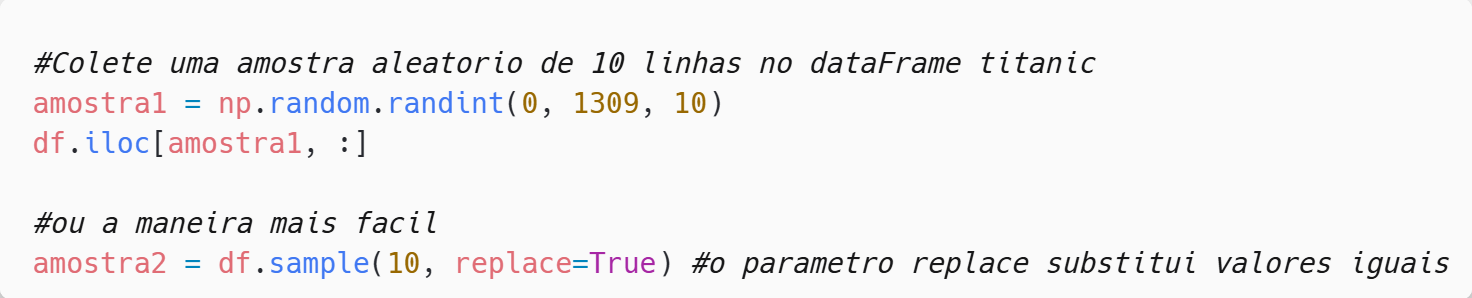 #Colete uma amostra aleatorio de 10 linhas no dataFrame titanic
amostra1 = np.random.randint(0, 1309, 10)
df.iloc[amostra1, :]
#ou a maneira mais facil
amostra2 = df.sample(10, replace=True) #o parametro replace substitui valores iguais